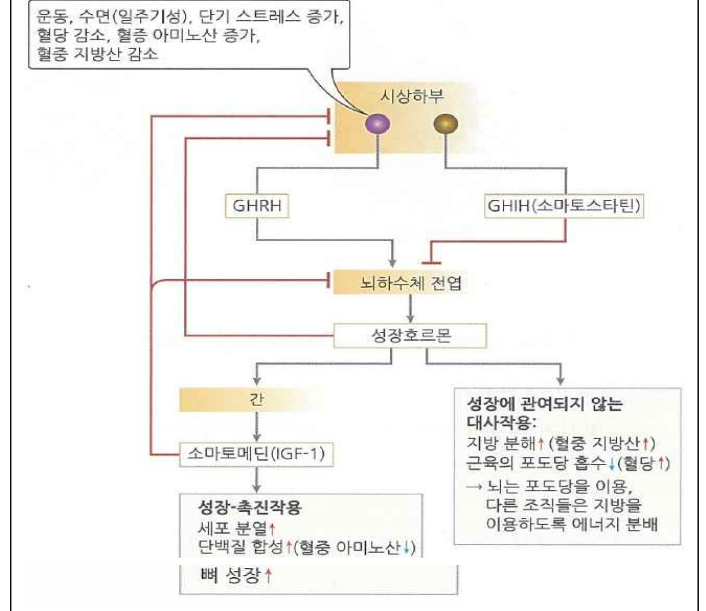 운동, 수면(일주기성), 단기 스트레스 증가,
혈당 감소, 혈중 아미노산 증가,
혈중 지방산 감소
시상하부
GHRH
GHIH(소마토스타틴)
뇌하수체 전엽
성장호르몬
간
소마토메딘(IGF-1)
성장-촉진작용
세포 분열↑
단백질 합성↑(혈중 아미노산↓)
뼈 성장↑
성장에 관여되지 않는
대사작용:
지방 분해↑(혈중 지방산↑)
근육의 포도당 흡수↓(혈당↑)
→ 뇌는 포도당을 이용,
다른 조직들은 지방을
이용하도록 에너지 분배